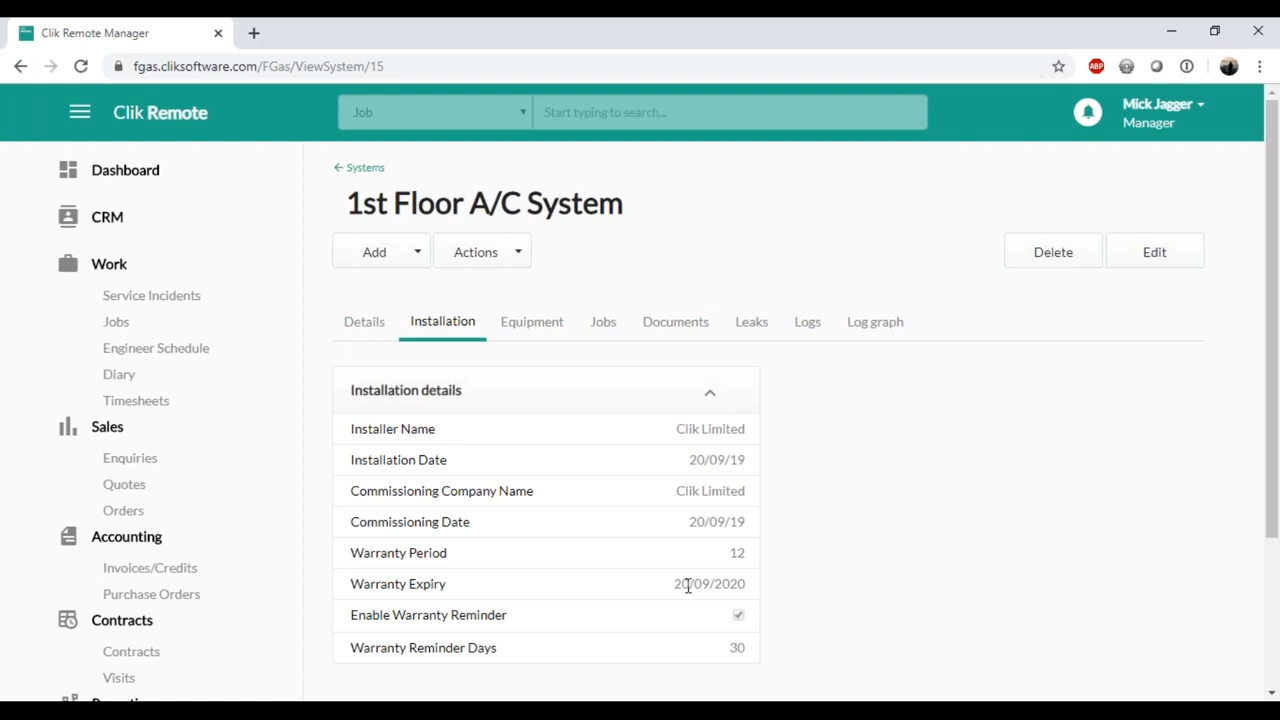 Clik Remote Manager
fgas.cliksoftware.com/FGas/ViewSystem/15
ABP
Clik Remote
Job
Start typing to search...
Mick Jagger
Manager
Dashboard
CRM
Work
Service Incidents
Jobs
Engineer Schedule
Diary
Timesheets
Sales
Enquiries
Quotes
Orders
Accounting
Invoices/Credits
Purchase Orders
Contracts
Contracts
Visits
Systems
1st Floor A/C System
Add
Actions
Delete
Edit
Details Installation Equipment Jobs Documents Leaks Logs Log graph
Installation details
Installer Name Clik Limited
Installation Date 20/09/19
Commissioning Company Name Clik Limited
Commissioning Date 20/09/19
Warranty Period 12
Warranty Expiry 20/09/2020
Enable Warranty Reminder
Warranty Reminder Days 30